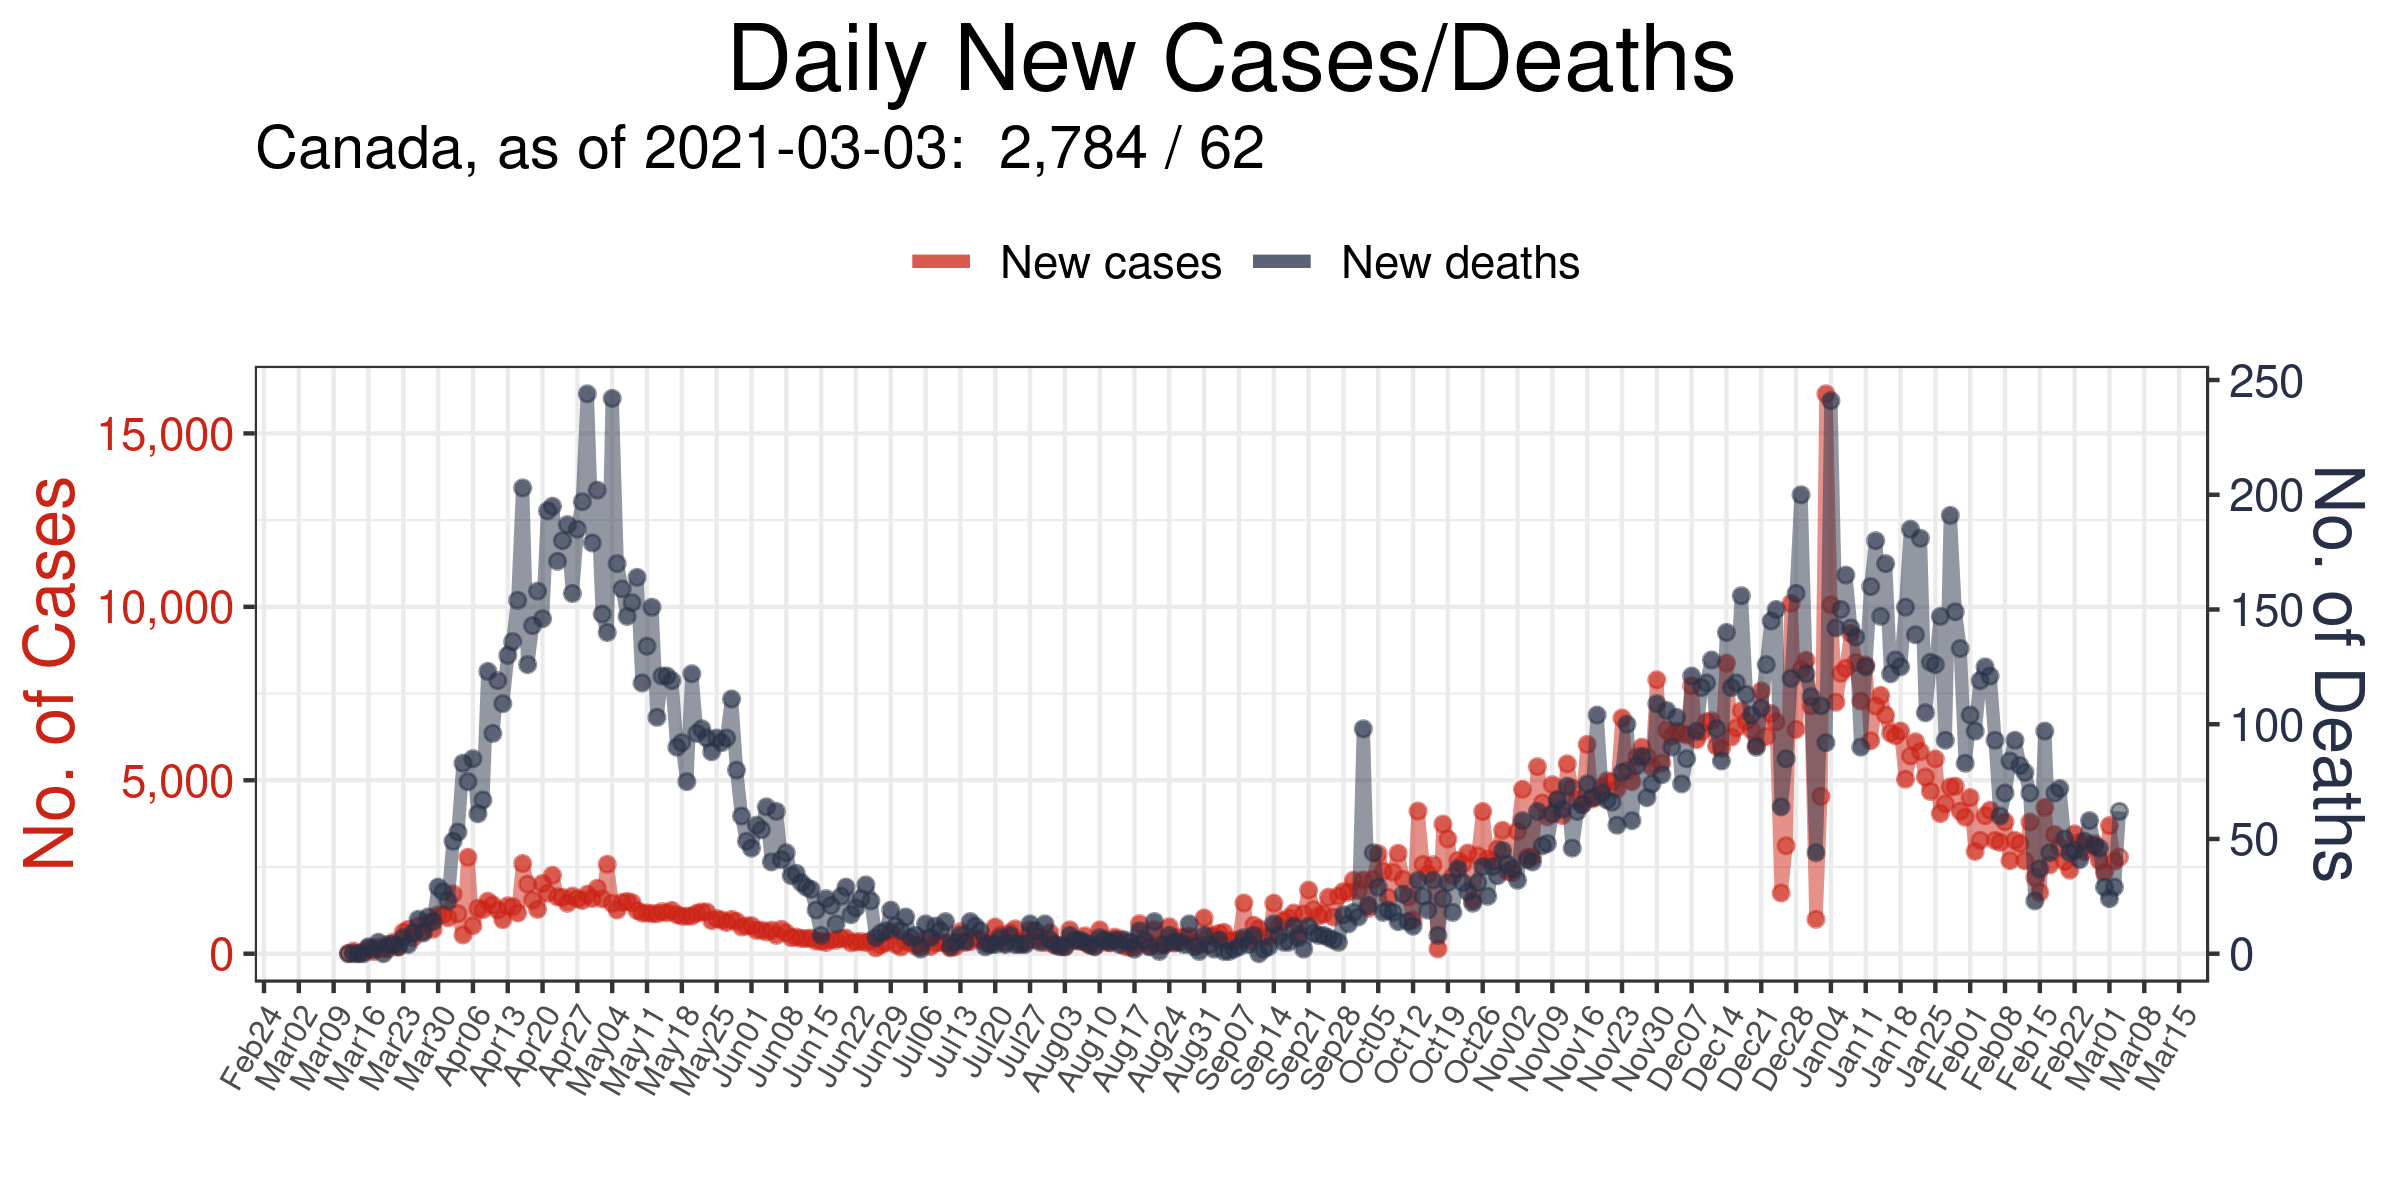 Daily New Cases/Deaths
Canada, as of 2021-03-03: 2,784 / 62
New cases
New deaths
No. of Cases
15,000
10,000
5,000
0
250
200
150
100
50
0
No. of Deaths
Feb24
Mar02
Mar09
Mar16
Mar23
Mar30
Apr06
Apr13
Apr20
Apr27
May04
May11
May18
May25
Jun01
Jun08
Jun15
Jun22
Jun29
Jul06
Jul13
Jul20
Jul27
Aug03
Aug10
Aug17
Aug24
Aug31
Sep07
Sep14
Sep21
Sep28
Oct05
Oct12
Oct19
Oct26
Nov02
Nov09
Nov16
Nov23
Nov30
Dec07
Dec14
Dec21
Dec28
Jan04
Jan11
Jan18
Jan25
Feb01
Feb08
Feb15
Feb22
Mar01
Mar08
Mar15